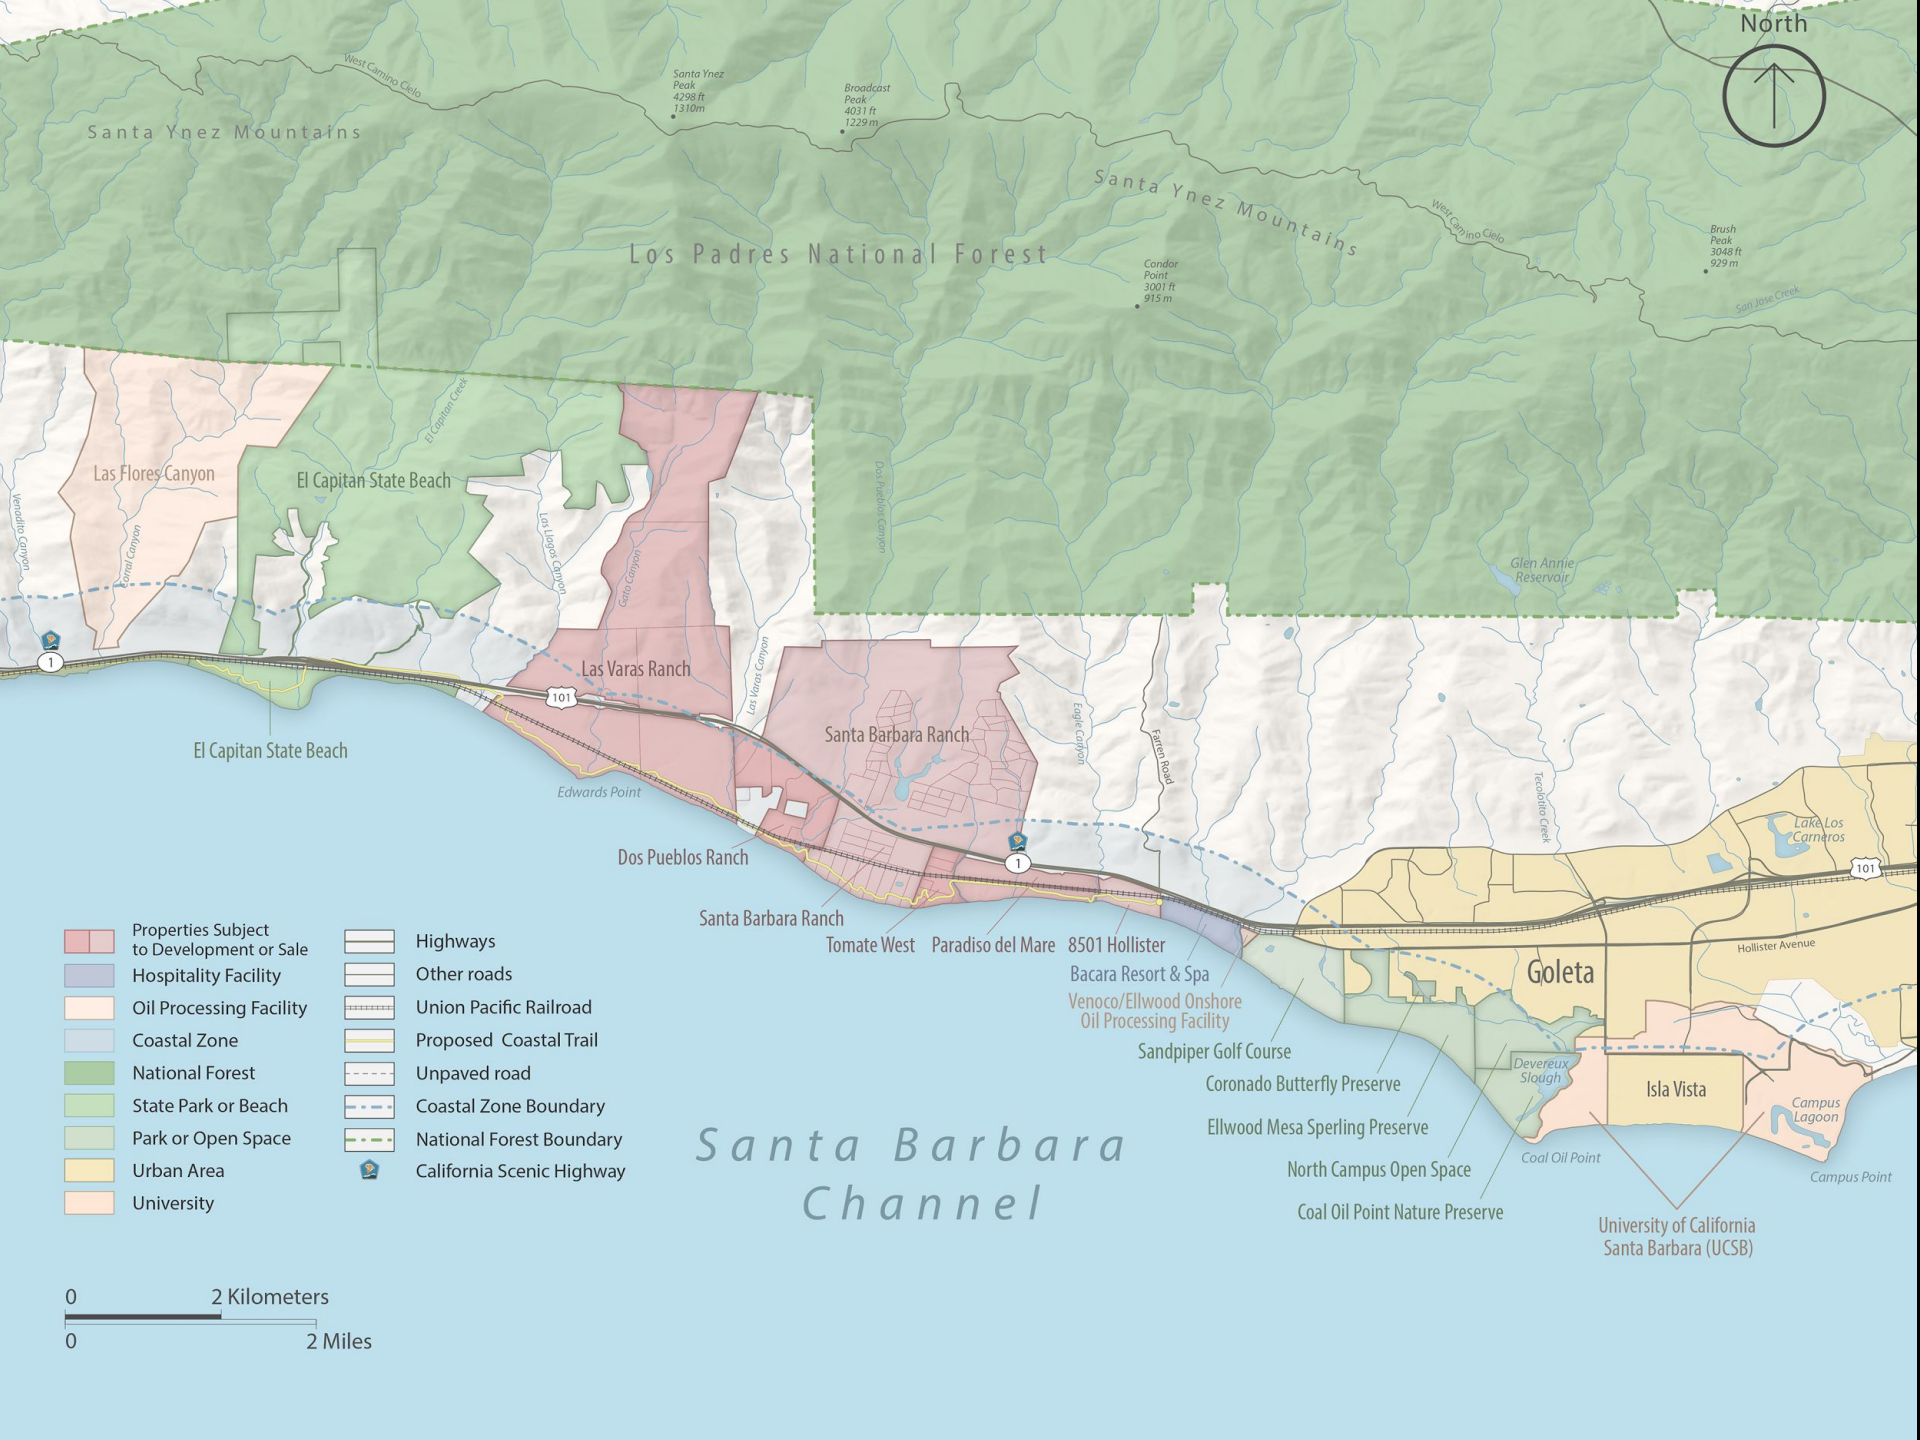 North
West Camino Cielo
Santa Ynez
Peak
4298 ft
1310m
Broadcast
Peak
4031 ft
1229 m
Santa Ynez Mountains
Santa Ynez Mountains
West Camino Cielo
Brush
Peak
3048 ft
929 m
Los Padres National Forest
Condor
Point
3001 ft
915 m
San Jose Creek
El Capitan Creek
Las Flores Canyon
El Capitan State Beach
Venadito Canyon
Corral Canyon
Las Llagas Canyon
Gato Canyon
Dos Pueblos Canyon
Glen Annie
Reservoir
1
Las Varas Ranch
101
Las Varas Canyon
Santa Barbara Ranch
Eagle Canyon
Farren Road
Tecolotito Creek
El Capitan State Beach
Edwards Point
Lake Los
Carneros
Dos Pueblos Ranch
1
101
Santa Barbara Ranch
Tomate West
Paradiso del Mare
8501 Hollister
Hollister Avenue
Goleta
Bacara Resort & Spa
Venoco/Ellwood Onshore
Oil Processing Facility
Sandpiper Golf Course
Coronado Butterfly Preserve
Devereux
Slough
Isla Vista
Campus
Lagoon
Ellwood Mesa Sperling Preserve
Santa Barbara
Channel
Coal Oil Point
North Campus Open Space
Campus Point
Coal Oil Point Nature Preserve
University of California
Santa Barbara (UCSB)
Properties Subject
to Development or Sale
Hospitality Facility
Oil Processing Facility
Coastal Zone
National Forest
State Park or Beach
Park or Open Space
Urban Area
University
Highways
Other roads
Union Pacific Railroad
Proposed Coastal Trail
Unpaved road
Coastal Zone Boundary
National Forest Boundary
California Scenic Highway
0
2 Kilometers
0
2 Miles